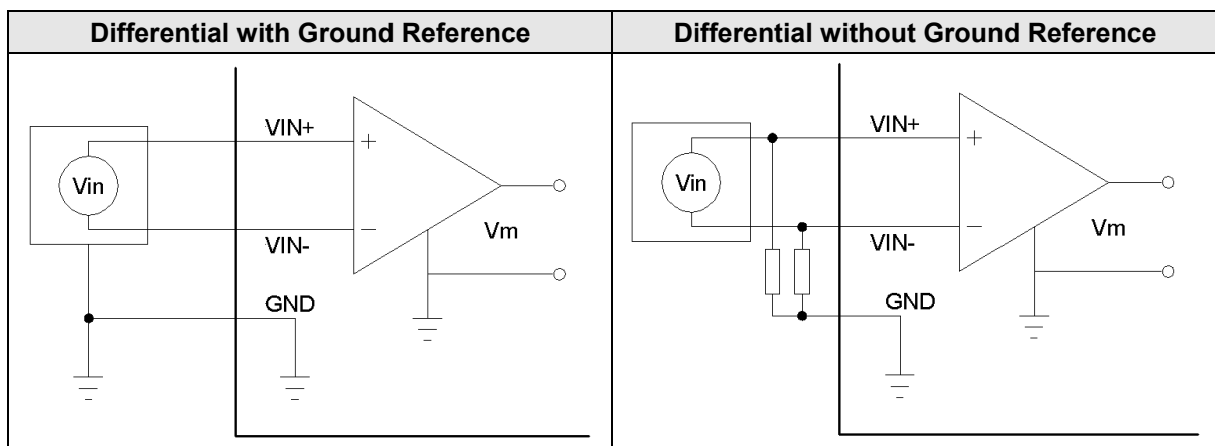 Differential with Ground Reference
Differential without Ground Reference
VIN+
+
Vin
−
Vm
VIN-
GND
VIN+
+
Vin
−
Vm
VIN-
GND